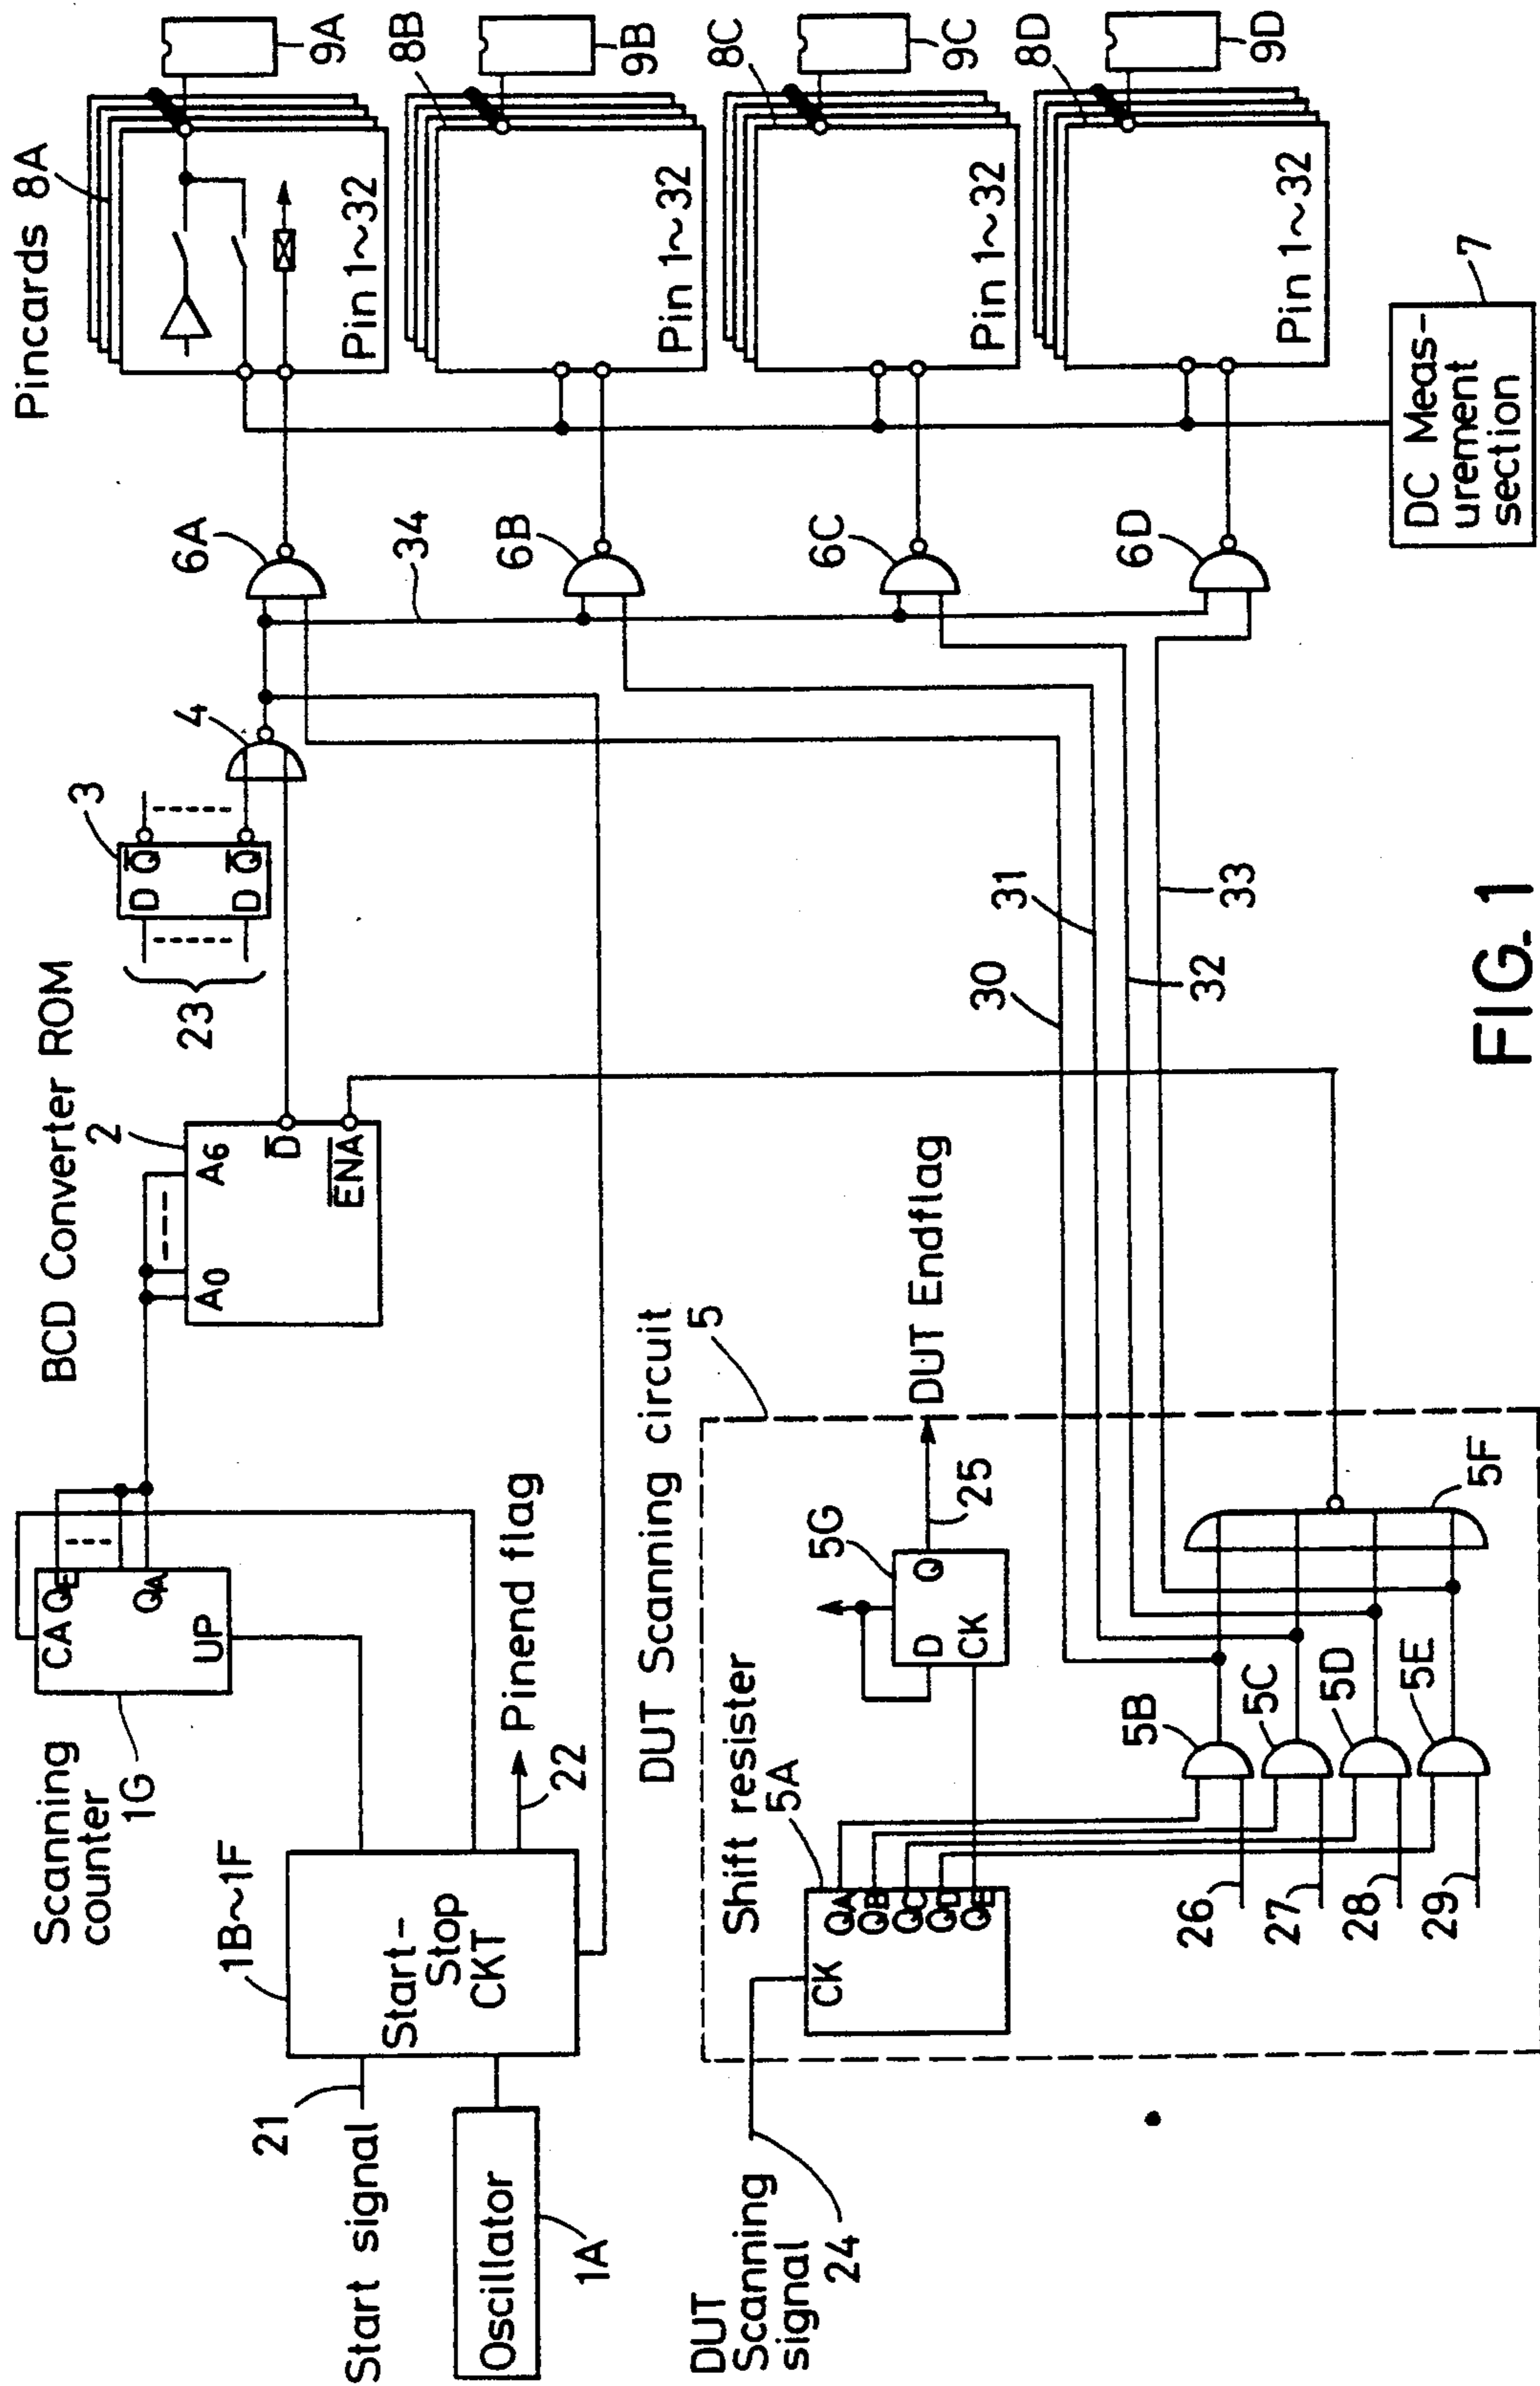 Pincards 8A
Pin 1~32
9A
8B
Pin 1~32
9B
8C
Pin 1~32
9C
8D
Pin 1~32
9D
6A
34
6B
6C
6D
DC Meas-
urement
section
7
4
3
D Q
D Q
23
BCD Converter ROM
2
A0 A6
D
ENA
30
31
32
33
Scanning
counter
1G
CA QE
QA
UP
1B~1F
Start-
Stop
CKT
21
Start signal
Oscillator
1A
22
Pinend flag
DUT Scanning circuit
5
Shift resister
5A
CK
QA
QB
QC
QD
QE
5G
D Q
CK
25
DUT Endflag
5B
5C
5D
5E
5F
26
27
28
29
DUT
Scanning
signal
24
FIG. 1